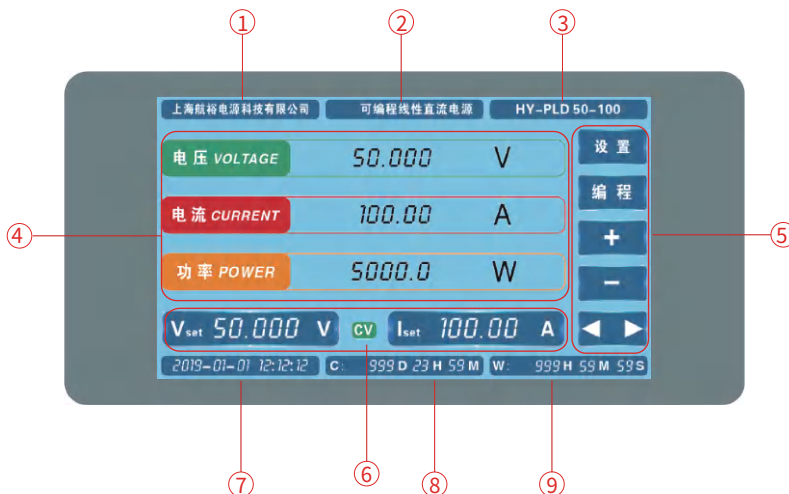 ① ② ③
上海航裕电源科技有限公司 可编程线性直流电源 HY-PLD 50-100
电压 VOLTAGE 50.000 V
设置
编程
电流 CURRENT 100.00 A
+
④ ⑤
功率 POWER 5000.0 W
−
Vset 50.000 V CV Iset 100.00 A ◀ ▶
2019-01-01 12:12:12 C: 999 D 23 H 59 M W: 999 H 59 M 59 S
⑥
⑦ ⑧ ⑨